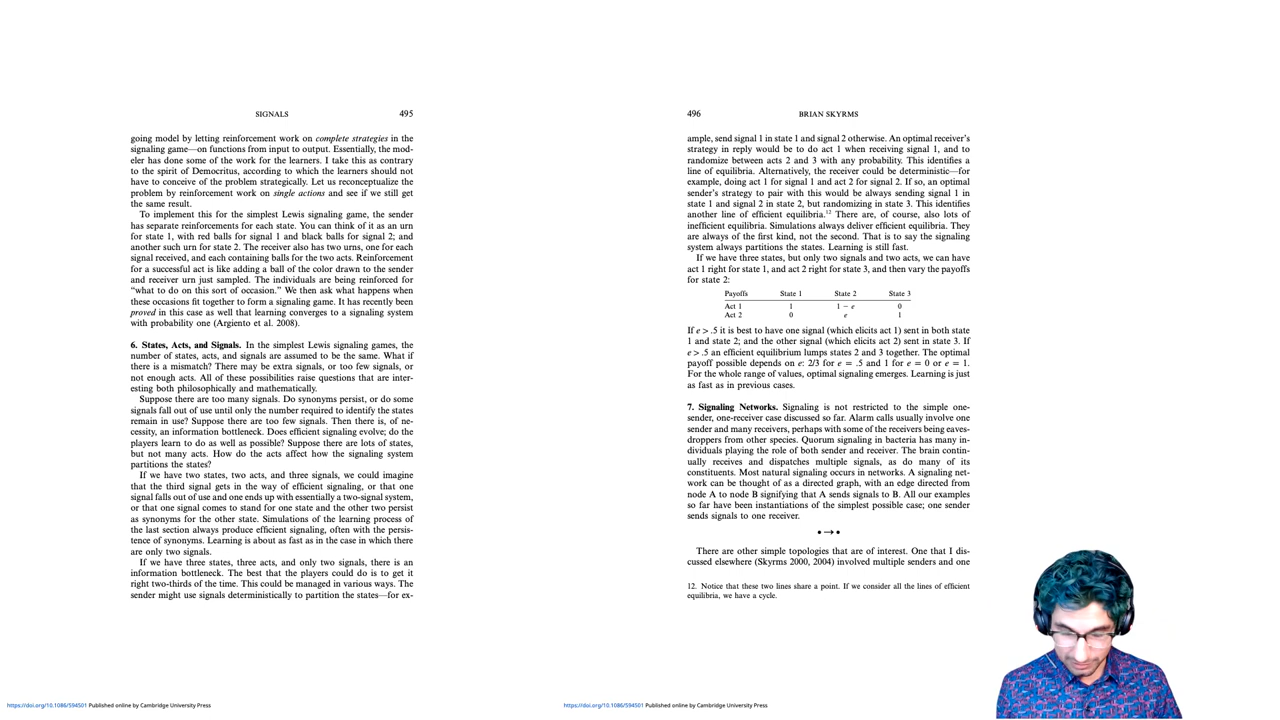 SIGNALS 495
going model by letting reinforcement work on complete strategies in the
signaling game—on functions from input to output. Essentially, the mod-
eler has done some of the work for the learners. I take this as contrary
to the spirit of Democritus, according to which the learners should not
have to conceive of the problem strategically. Let us reconceptualize the
problem by reinforcement work on single actions and see if we still get
the same result.
To implement this for the simplest Lewis signaling game, the sender
has separate reinforcements for each state. You can think of it as an urn
for state 1, with red balls for signal 1 and black balls for signal 2; and
another such urn for state 2. The receiver also has two urns, one for each
signal received, and each containing balls for the two acts. Reinforcement
for a successful act is like adding a ball of the color drawn to the sender
and receiver urn just sampled. The individuals are being reinforced for
“what to do on this sort of occasion.” We then ask what happens when
these occasions fit together to form a signaling game. It has recently been
proved in this case as well that learning converges to a signaling system
with probability one (Argiento et al. 2008).
6. States, Acts, and Signals. In the simplest Lewis signaling games, the
number of states, acts, and signals are assumed to be the same. What if
there is a mismatch? There may be extra signals, or too few signals, or
not enough acts. All of these possibilities raise questions that are inter-
esting both philosophically and mathematically.
Suppose there are too many signals. Do synonyms persist, or do some
signals fall out of use until only the number required to identify the states
remain in use? Suppose there are too few signals. Then there is, of ne-
cessity, an information bottleneck. Does efficient signaling evolve; do the
players learn to do as well as possible? Suppose there are lots of states,
but not many acts. How do the acts affect how the signaling system
partitions the states?
If we have two states, two acts, and three signals, we could imagine
that the third signal gets in the way of efficient signaling, or that one
signal falls out of use and one ends up with essentially a two-signal system,
or that one signal comes to stand for one state and the other two persist
as synonyms for the other state. Simulations of the learning process of
the last section always produce efficient signaling, often with the persis-
tence of synonyms. Learning is about as fast as in the case in which there
are only two signals.
If we have three states, three acts, and only two signals, there is an
information bottleneck. The best that the players could do is to get it
right two-thirds of the time. This could be managed in various ways. The
sender might use signals deterministically to partition the states—for ex-
https://doi.org/10.1086/594501 Published online by Cambridge University Press
496 BRIAN SKYRMS
ample, send signal 1 in state 1 and signal 2 otherwise. An optimal receiver’s
strategy in reply would be to do act 1 when receiving signal 1, and to
randomize between acts 2 and 3 with any probability. This identifies a
line of equilibria. Alternatively, the receiver could be deterministic—for
example, doing act 1 for signal 1 and act 2 for signal 2. If so, an optimal
sender’s strategy to pair with this would be always sending signal 1 in
state 1 and signal 2 in state 2, but randomizing in state 3. This identifies
another line of efficient equilibria.12 There are, of course, also lots of
inefficient equilibria. Simulations always deliver efficient equilibria. They
are always of the first kind, not the second. That is to say the signaling
system always partitions the states. Learning is still fast.
If we have three states, but only two signals and two acts, we can have
act 1 right for state 1, and act 2 right for state 3, and then vary the payoffs
for state 2:
Payoffs State 1 State 2 State 3
Act 1 1 1 − e 0
Act 2 0 e 1
If e > .5 it is best to have one signal (which elicits act 1) sent in both state
1 and state 2; and the other signal (which elicits act 2) sent in state 3. If
e > .5 an efficient equilibrium lumps states 2 and 3 together. The optimal
payoff possible depends on e: 2/3 for e = .5 and 1 for e = 0 or e = 1.
For the whole range of values, optimal signaling emerges. Learning is just
as fast as in previous cases.
7. Signaling Networks. Signaling is not restricted to the simple one-
sender, one-receiver case discussed so far. Alarm calls usually involve one
sender and many receivers, perhaps with some of the receivers being eaves-
droppers from other species. Quorum signaling in bacteria has many in-
dividuals playing the role of both sender and receiver. The brain contin-
ually receives and dispatches multiple signals, as do many of its
constituents. Most natural signaling occurs in networks. A signaling net-
work can be thought of as a directed graph, with an edge directed from
node A to node B signifying that A sends signals to B. All our examples
so far have been instantiations of the simplest possible case; one sender
sends signals to one receiver.
•→•
There are other simple topologies that are of interest. One that I dis-
cussed elsewhere (Skyrms 2000, 2004) involved multiple senders and one
12. Notice that these two lines share a point. If we consider all the lines of efficient
equilibria, we have a cycle.
https://doi.org/10.1086/594501 Published online by Cambridge University Press